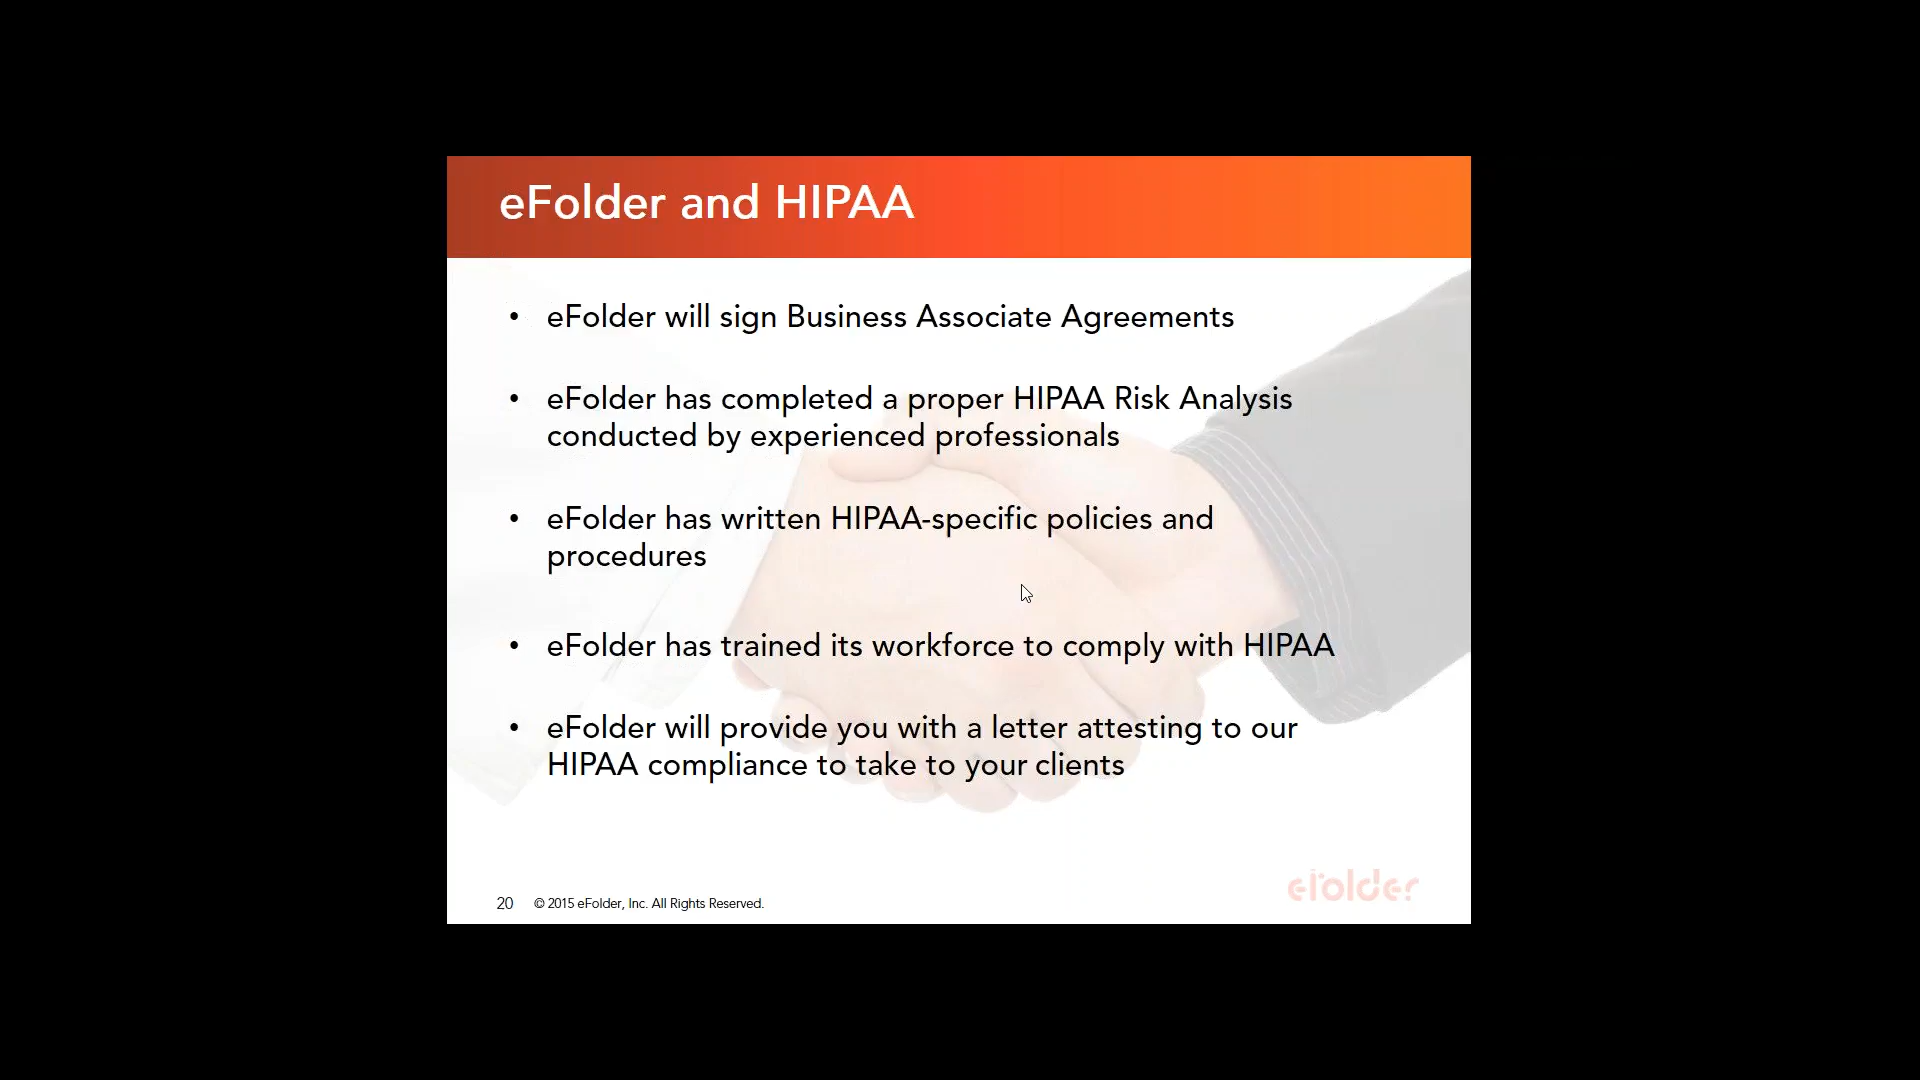 eFolder and HIPAA
• eFolder will sign Business Associate Agreements
• eFolder has completed a proper HIPAA Risk Analysis
conducted by experienced professionals
• eFolder has written HIPAA-specific policies and
procedures
• eFolder has trained its workforce to comply with HIPAA
• eFolder will provide you with a letter attesting to our
HIPAA compliance to take to your clients
20 © 2015 eFolder, Inc. All Rights Reserved.
efolder